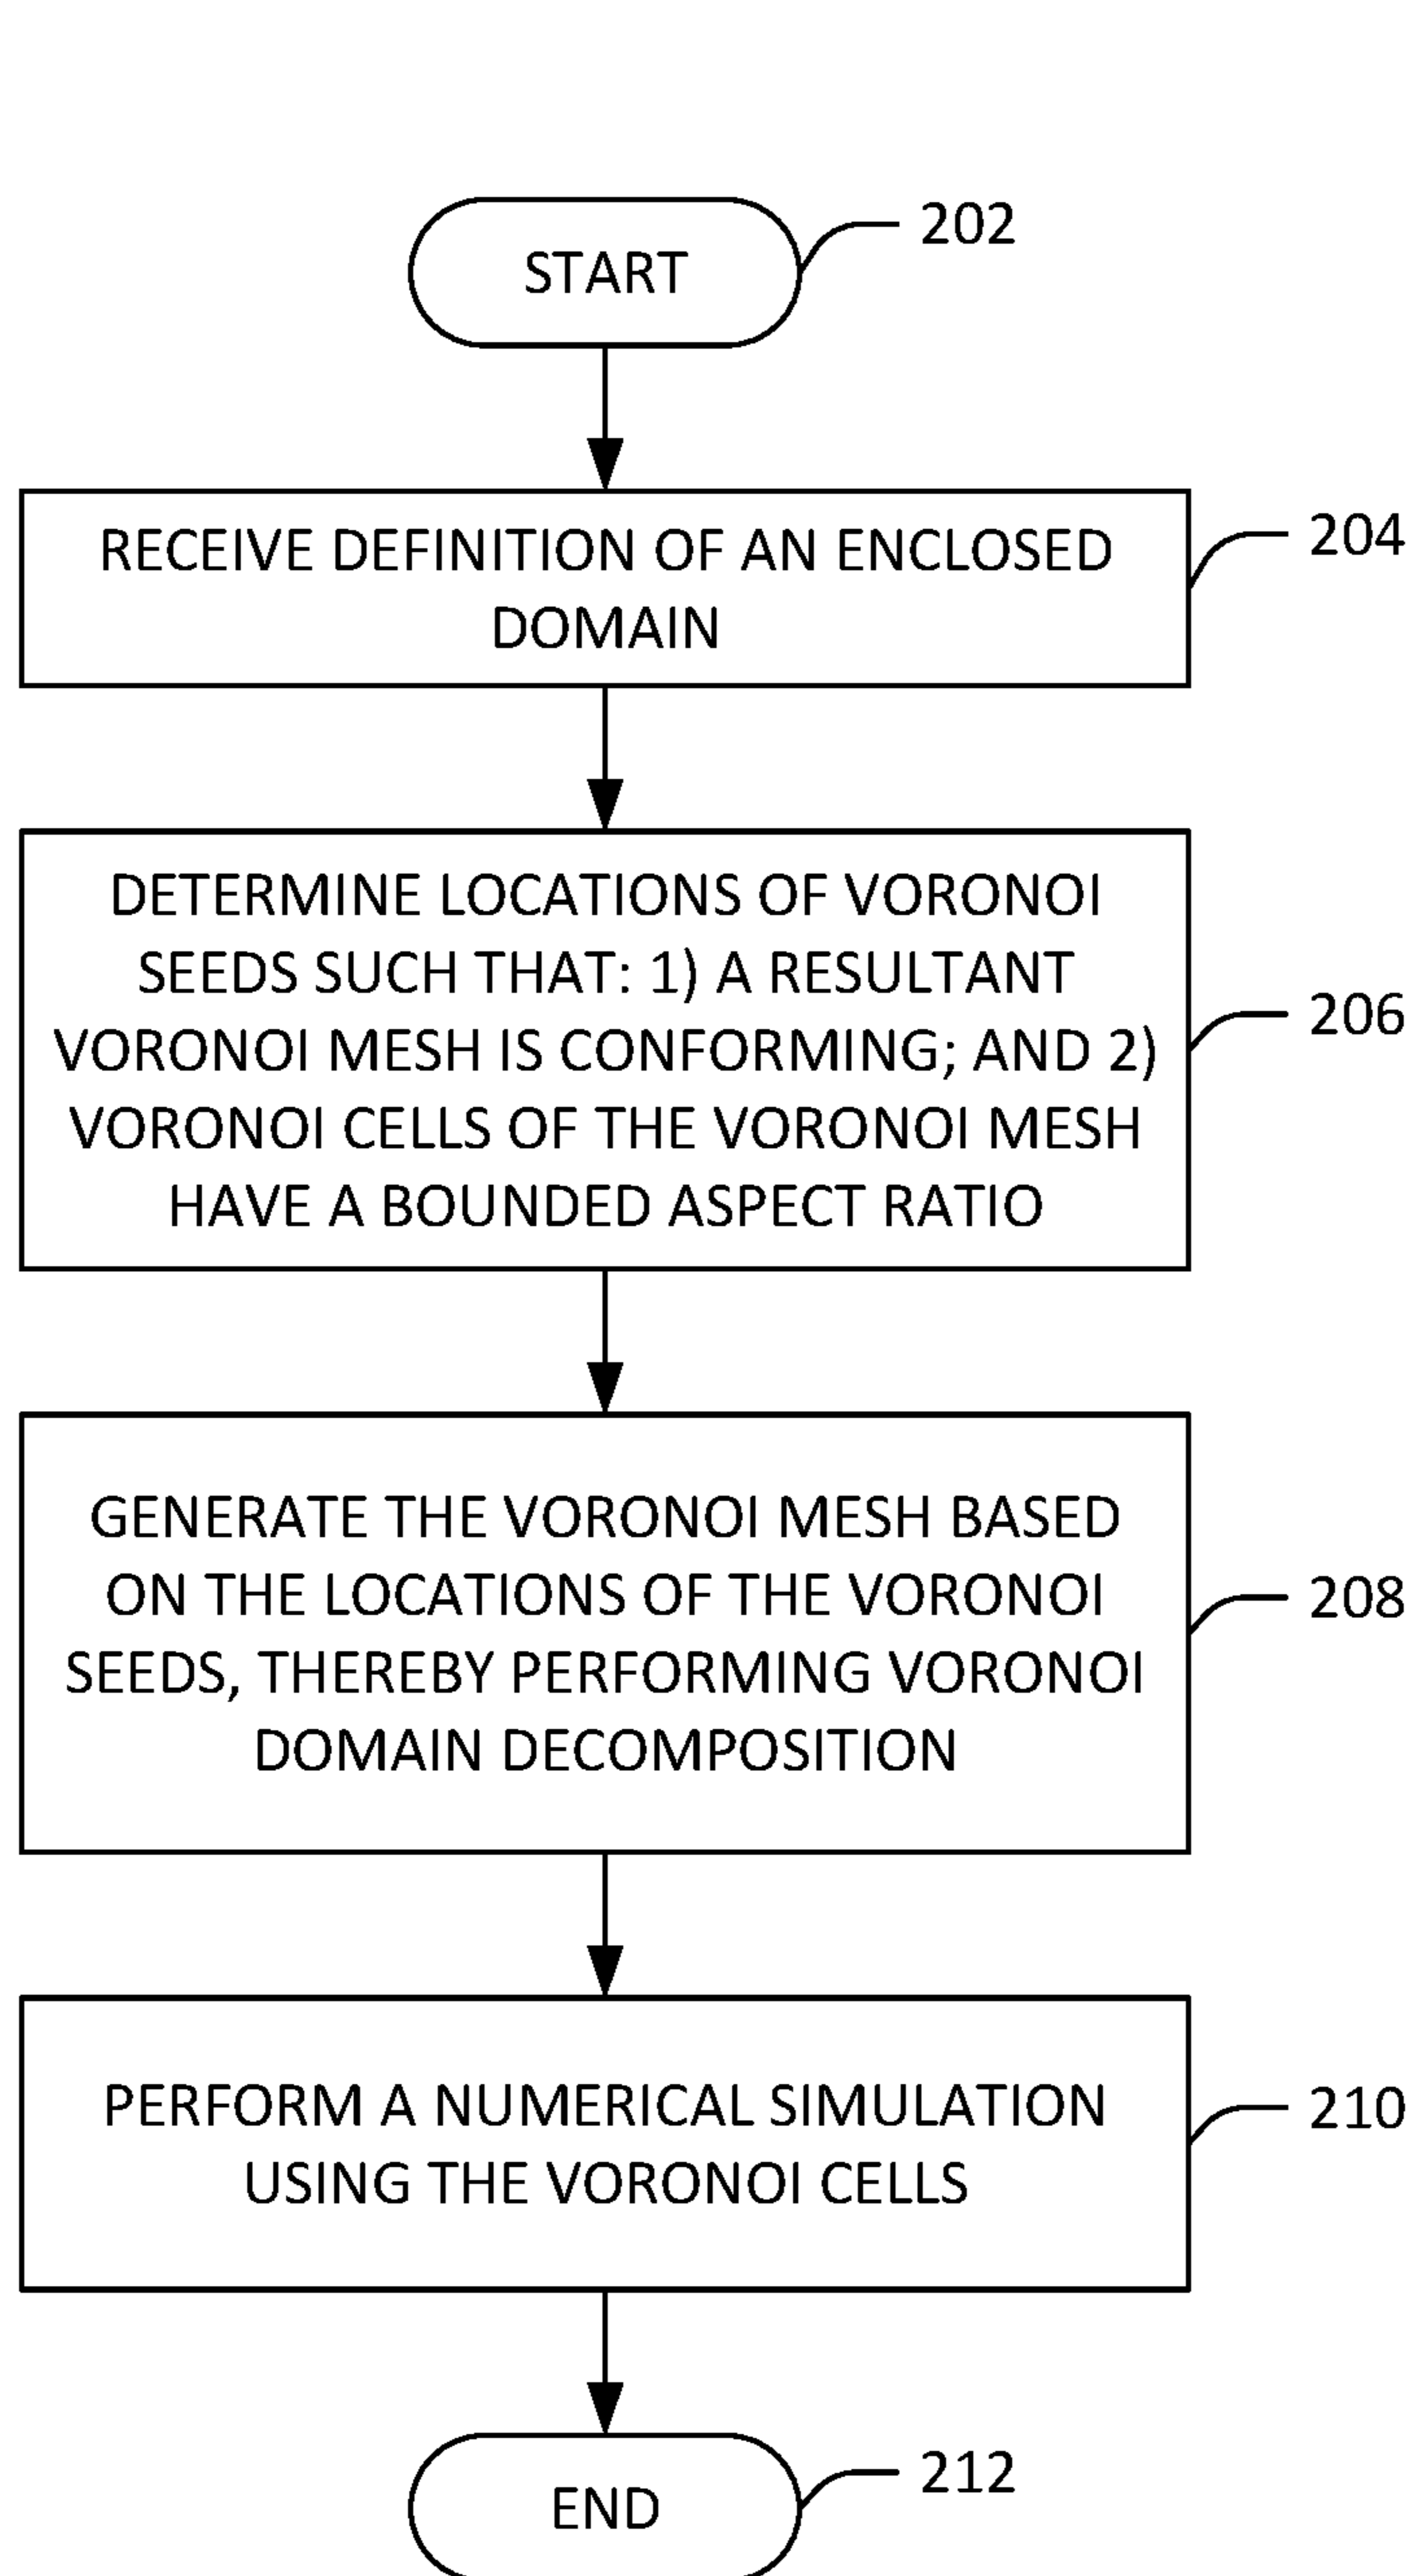 START
202
RECEIVE DEFINITION OF AN ENCLOSED
DOMAIN
204
DETERMINE LOCATIONS OF VORONOI
SEEDS SUCH THAT: 1) A RESULTANT
VORONOI MESH IS CONFORMING; AND 2)
VORONOI CELLS OF THE VORONOI MESH
HAVE A BOUNDED ASPECT RATIO
206
GENERATE THE VORONOI MESH BASED
ON THE LOCATIONS OF THE VORONOI
SEEDS, THEREBY PERFORMING VORONOI
DOMAIN DECOMPOSITION
208
PERFORM A NUMERICAL SIMULATION
USING THE VORONOI CELLS
210
END
212